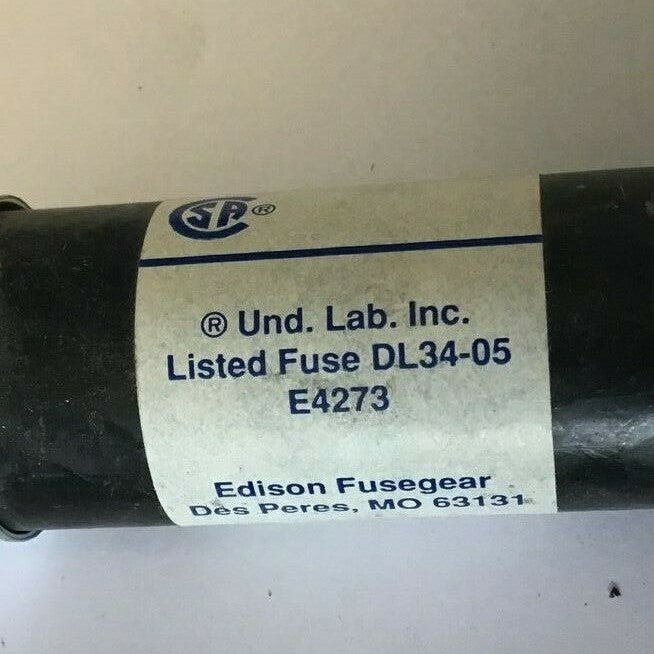 CSA ®
® Und. Lab. Inc.
Listed Fuse DL34-05
E4273
Edison Fusegear
Des Peres, MO 63131